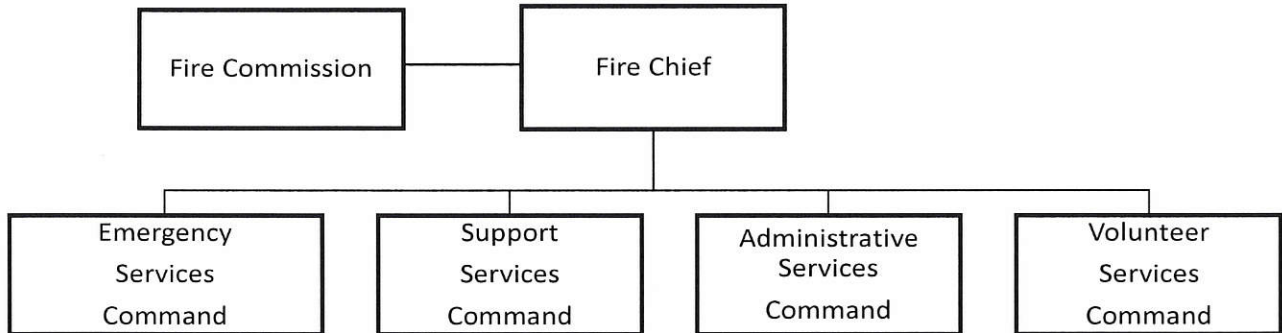 Fire Commission
Fire Chief
Emergency
Services
Command
Support
Services
Command
Administrative
Services
Command
Volunteer
Services
Command